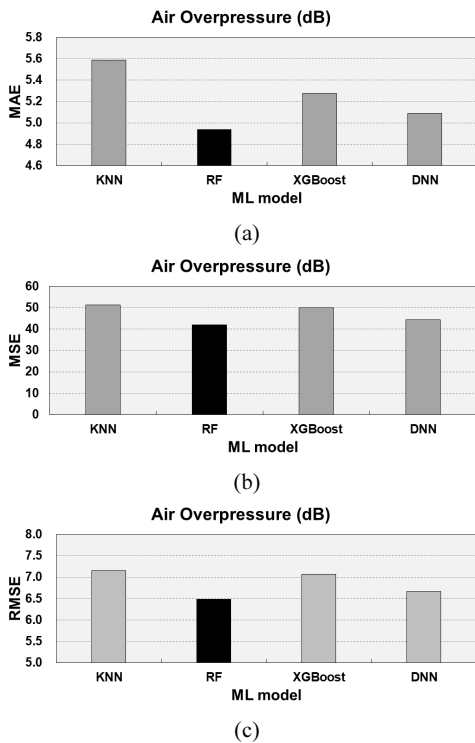 Air Overpressure (dB)
5.8
5.6
5.4
5.2
5.0
4.8
4.6
MAE
KNN RF XGBoost DNN
ML model
(a)
Air Overpressure (dB)
60
50
40
30
20
10
0
MSE
KNN RF XGBoost DNN
ML model
(b)
Air Overpressure (dB)
8.0
7.5
7.0
6.5
6.0
5.5
5.0
RMSE
KNN RF XGBoost DNN
ML model
(c)